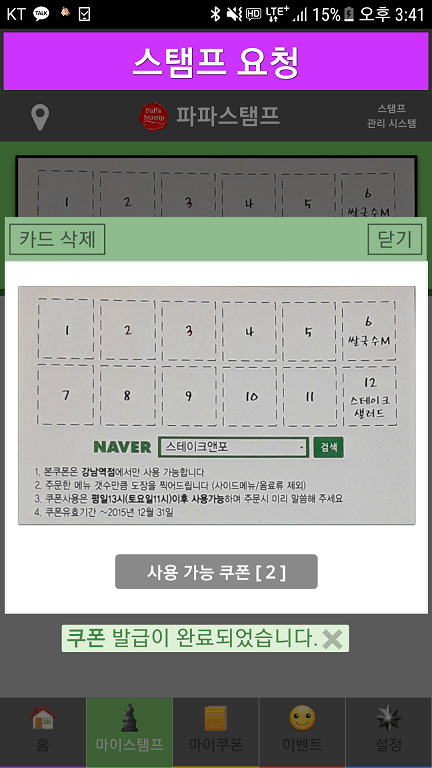 KT TALK HD LTE+ 15% 오후 3:41
스탬프 요청
PaPa Stamp 파파스탬프 스탬프 관리 시스템
1 2 3 4 5 6 쌀국수M
카드 삭제 닫기
1 2 3 4 5 6
쌀국수M
7 8 9 10 11 12
스테이크
샐러드
NAVER 스테이크앤포 검색
1. 본쿠폰은 강남역점에서만 사용 가능합니다
2. 주문한 메뉴 갯수만큼 도장을 찍어드립니다 (사이드메뉴/음료류 제외)
3. 쿠폰사용은 평일13시(토요일11시)이후 사용가능하며 주문시 미리 말씀해 주세요
4. 쿠폰유효기간 ~2015년 12월 31일
사용 가능 쿠폰 [ 2 ]
쿠폰 발급이 완료되었습니다.
홈 마이스탬프 마이쿠폰 이벤트 설정